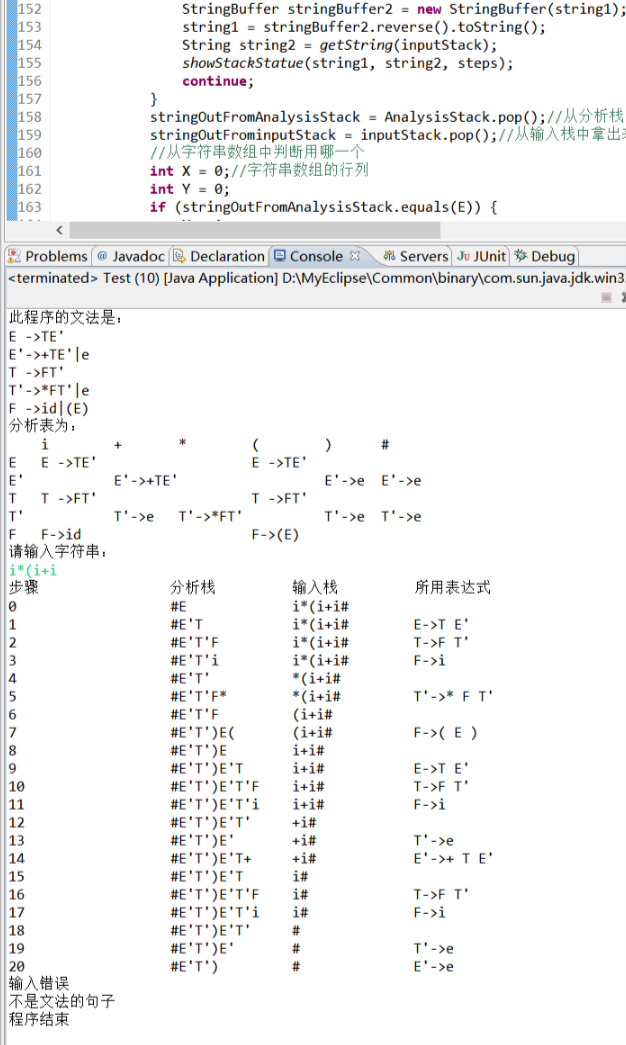 152 StringBuffer stringBuffer2 = new StringBuffer(string1);
153 string1 = stringBuffer2.reverse().toString();
154 String string2 = getString(inputStack);
155 showStackStatue(string1, string2, steps);
156 continue;
157 }
158 stringOutFromAnalysisStack = AnalysisStack.pop();//从分析栈
159 stringOutFrominputStack = inputStack.pop();//从输入栈中拿出
160 //从字符串数组中判断用哪一个
161 int X = 0;//字符串数组的行列
162 int Y = 0;
163 if (stringOutFromAnalysisStack.equals(E)) {
Problems @ Javadoc Declaration Console Servers JUnit Debug
<terminated> Test (10) [Java Application] D:\MyEclipse\Common\binary\com.sun.java.jdk.win3
此程序的文法是:
E ->TE'
E'->+TE'|e
T ->FT'
T'->*FT'|e
F ->id|(E)
分析表为:
i + * ( ) #
E E ->TE' E ->TE'
E' E'->+TE' E'->e E'->e
T T ->FT' T ->FT'
T' T'->e T'->*FT' T'->e T'->e
F F->id F->(E)
请输入字符串:
i*(i+i
步骤 分析栈 输入栈 所用表达式
0 #E i*(i+i#
1 #E'T i*(i+i# E->T E'
2 #E'T'F i*(i+i# T->F T'
3 #E'T'i i*(i+i# F->i
4 #E'T' *(i+i#
5 #E'T'F* *(i+i# T'->* F T'
6 #E'T'F (i+i#
7 #E'T')E( (i+i# F->( E )
8 #E'T')E i+i#
9 #E'T')E'T i+i# E->T E'
10 #E'T')E'T'F i+i# T->F T'
11 #E'T')E'T'i i+i# F->i
12 #E'T')E'T' +i#
13 #E'T')E' +i# T'->e
14 #E'T')E'T+ +i# E'->+ T E'
15 #E'T')E'T i#
16 #E'T')E'T'F i# T->F T'
17 #E'T')E'T'i i# F->i
18 #E'T')E'T' #
19 #E'T')E' # T'->e
20 #E'T') # E'->e
输入错误
不是文法的句子
程序结束